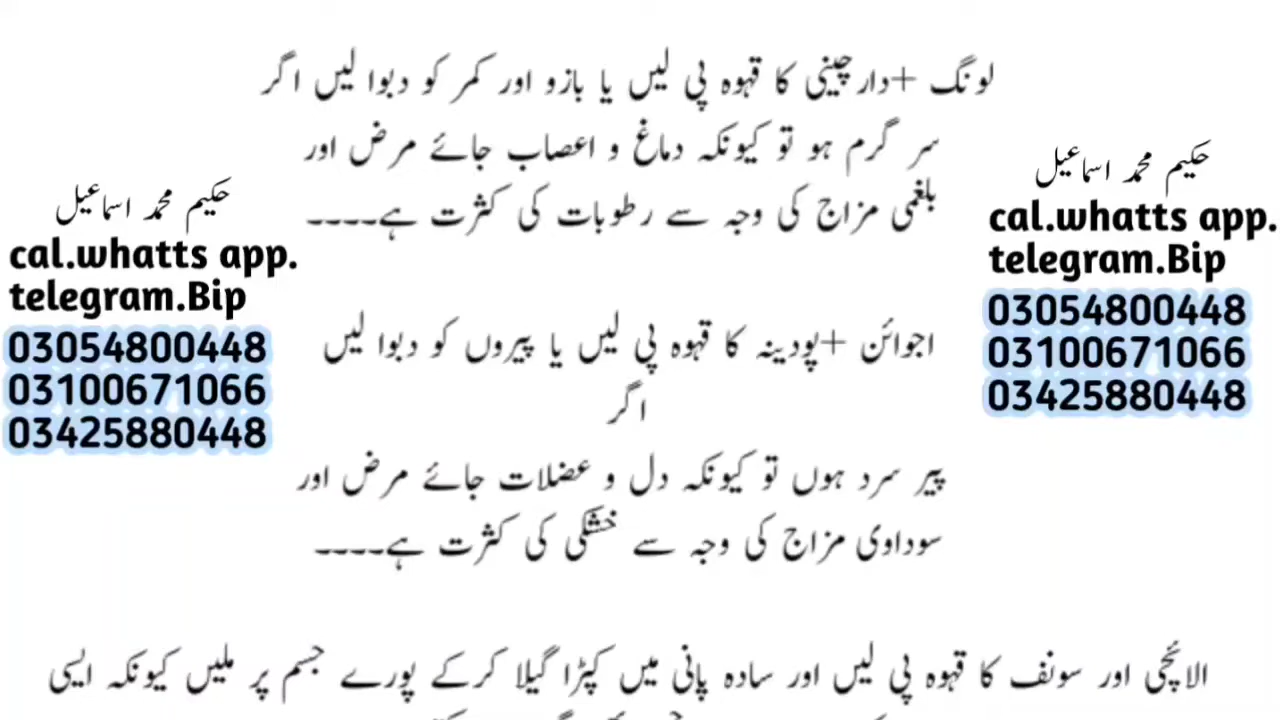 لونگ +دارچینی کا قہوہ پی لیں یا بازو اور کمر کو دبوا لیں اگر
سر گرم ہو تو کیونکہ دماغ و اعصاب جائے مرض اور
بلغمی مزاج کی وجہ سے رطوبات کی کثرت ہے----
اجوائن +پودینہ کا قہوہ پی لیں یا پیروں کو دبوا لیں
اگر
پیر سرد ہوں تو کیونکہ دل و عضلات جائے مرض اور
سوداوی مزاج کی وجہ سے خشکی کی کثرت ہے----
الائچی اور سونف کا قہوہ پی لیں اور سادہ پانی میں کپڑا گیلا کرکے پورے جسم پر ملیں کیونکہ ایسی
حکیم محمد اسماعیل
cal.whatts app.
telegram.Bip
03054800448
03100671066
03425880448
حکیم محمد اسماعیل
cal.whatts app.
telegram.Bip
03054800448
03100671066
03425880448